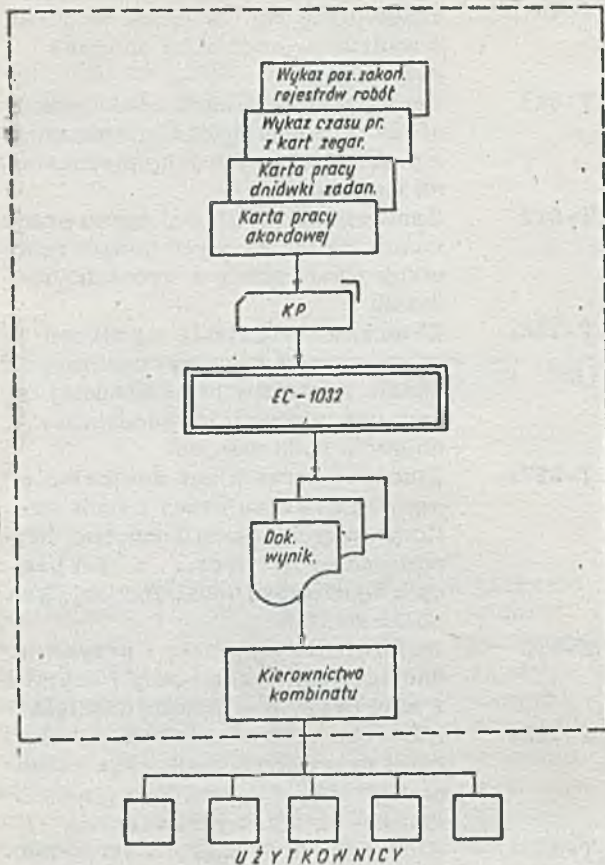 Wykaz poz. zakoń.
rejestrów robót
Wykaz czasu pr.
z kart zegar.
Karta pracy
dniówki zadan.
Karta pracy
akordowej
KP
EC-1032
Dok.
wynik.
Kierownictwo
kombinatu
UŻYTKOWNICY